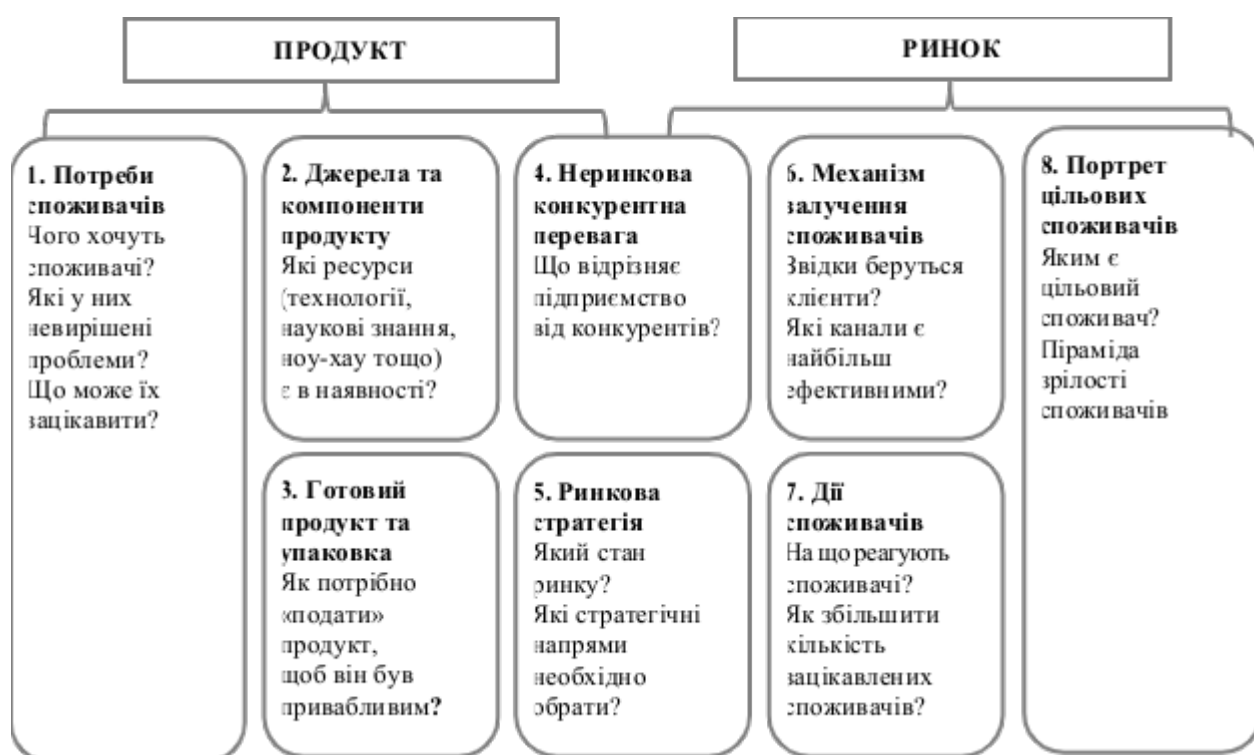 ПРОДУКТ
РИНОК
1. Потреби
споживачів
Чого хочуть
споживачі?
Які у них
невирішені
проблеми?
Що може їх
зацікавити?
2. Джерела та
компоненти
продукту
Які ресурси
(технології,
наукові знання,
ноу-хау тощо)
є в наявності?
3. Готовий
продукт та
упаковка
Як потрібно
«подати»
продукт,
щоб він був
привабливим?
4. Неринкова
конкурентна
перевага
Що відрізняє
підприємство
від конкурентів?
5. Ринкова
стратегія
Який стан
ринку?
Які стратегічні
напрями
необхідно
обрати?
6. Механізм
залучення
споживачів
Звідки беруться
клієнти?
Які канали є
найбільш
ефективними?
7. Дії
споживачів
На що реагують
споживачі?
Як збільшити
кількість
зацікавлених
споживачів?
8. Портрет
цільових
споживачів
Яким є
цільовий
споживач?
Піраміда
зрілості
споживачів